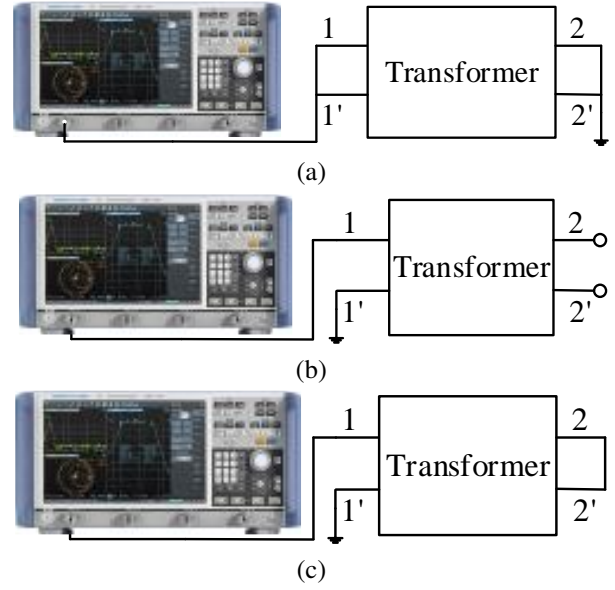 1 2
Transformer
1' 2'
(a)
1 2
Transformer
1' 2'
(b)
1 2
Transformer
1' 2'
(c)